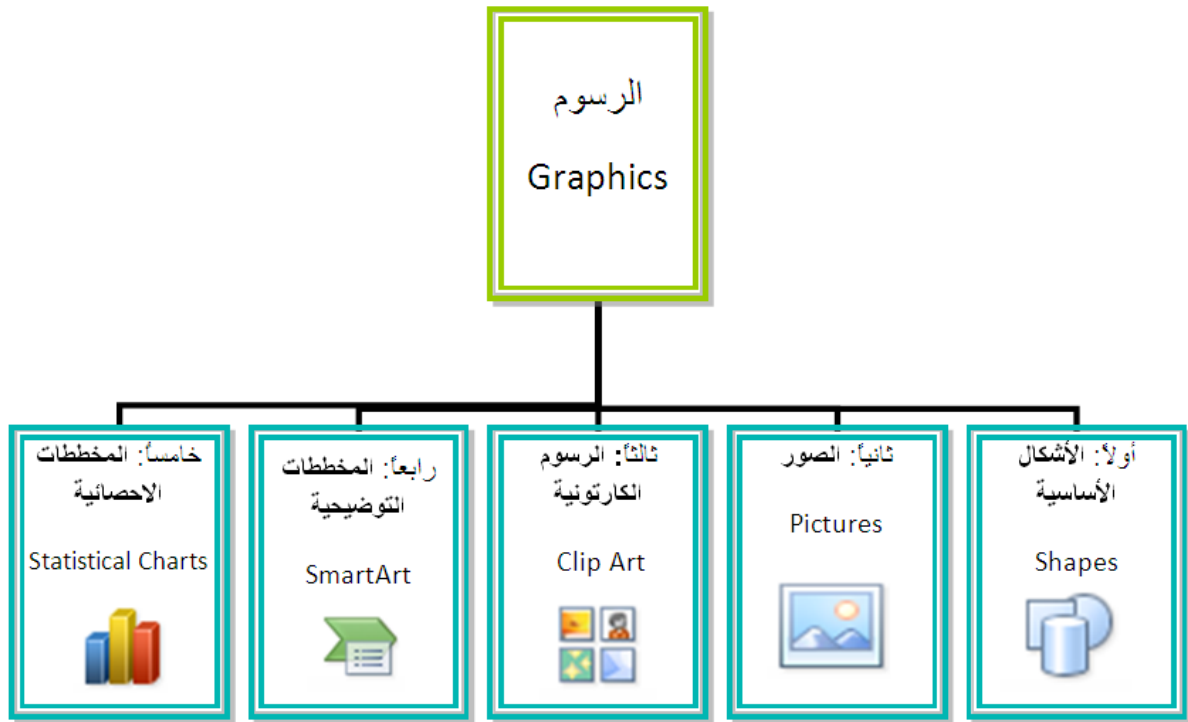 الرسوم
Graphics
أولاً: الأشكال
الأساسية
Shapes
ثانياً: الصور
Pictures
ثالثاً: الرسوم
الكارتونية
Clip Art
رابعاً: المخططات
التوضيحية
SmartArt
خامساً: المخططات
الاحصائية
Statistical Charts